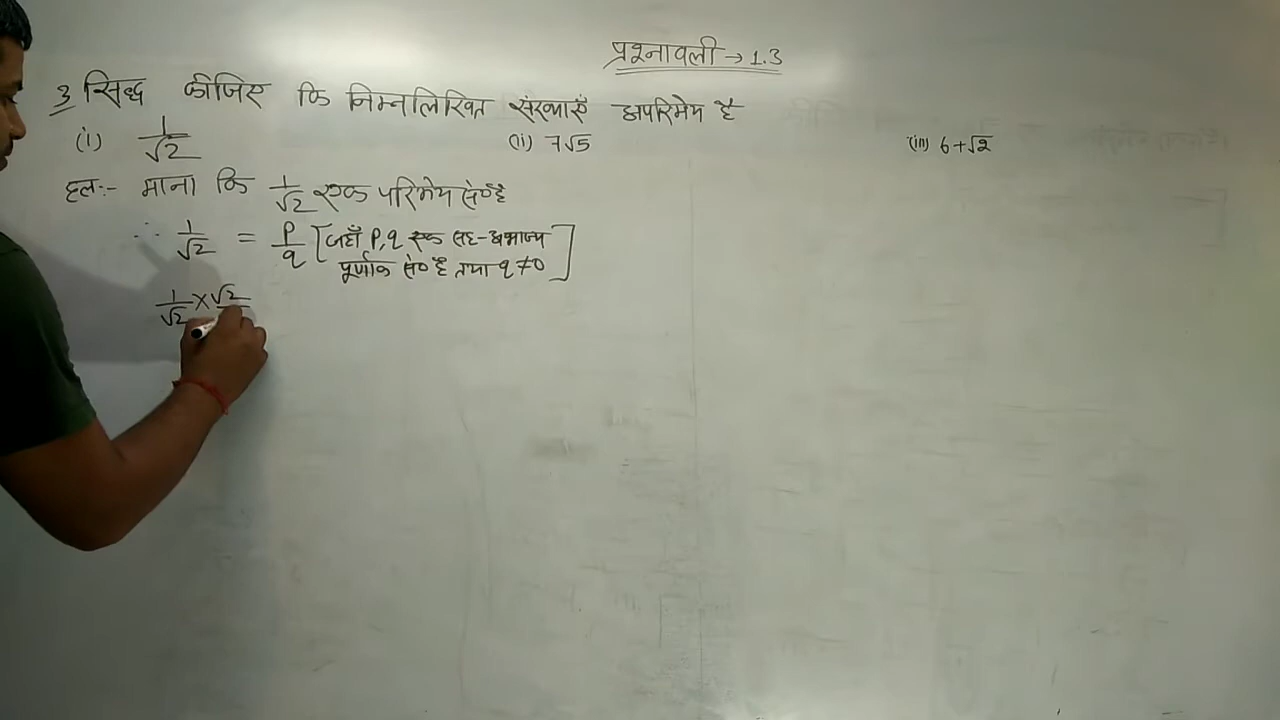 प्रश्नावली → 1.3
3 सिद्ध कीजिए कि निम्नलिखित संख्याएँ अपरिमेय है
(i) 1/√2 (ii) 7√5 (iii) 6+√2
हल:- माना कि 1/√2 एक परिमेय सं० है
∴ 1/√2 = P/q [जहाँ P,q एक सह-अभाज्य
पूर्णांक सं० है तथा q≠0]
1/√2 × √2